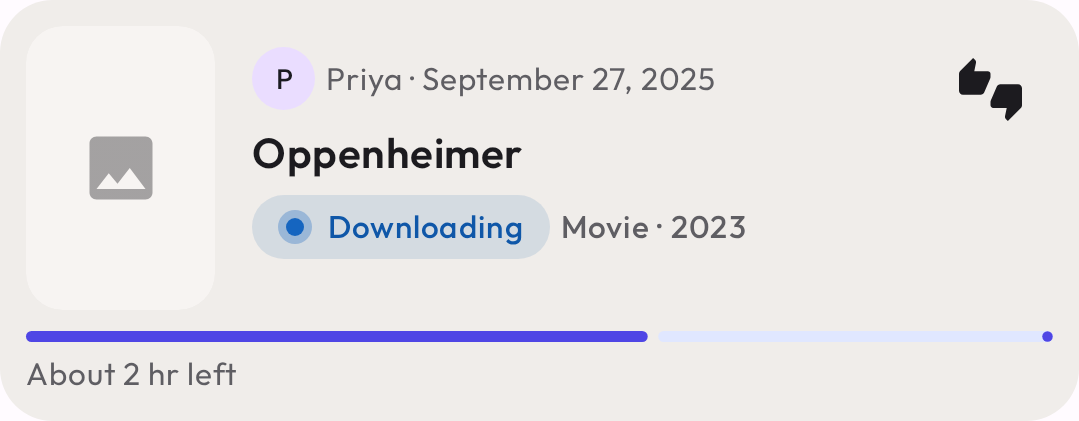 P Priya · September 27, 2025
Oppenheimer
Downloading Movie · 2023
About 2 hr left